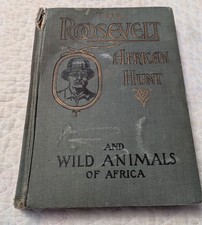 ROOSEVELT
AFRICAN
HUNT
AND
WILD ANIMALS
OF AFRICA